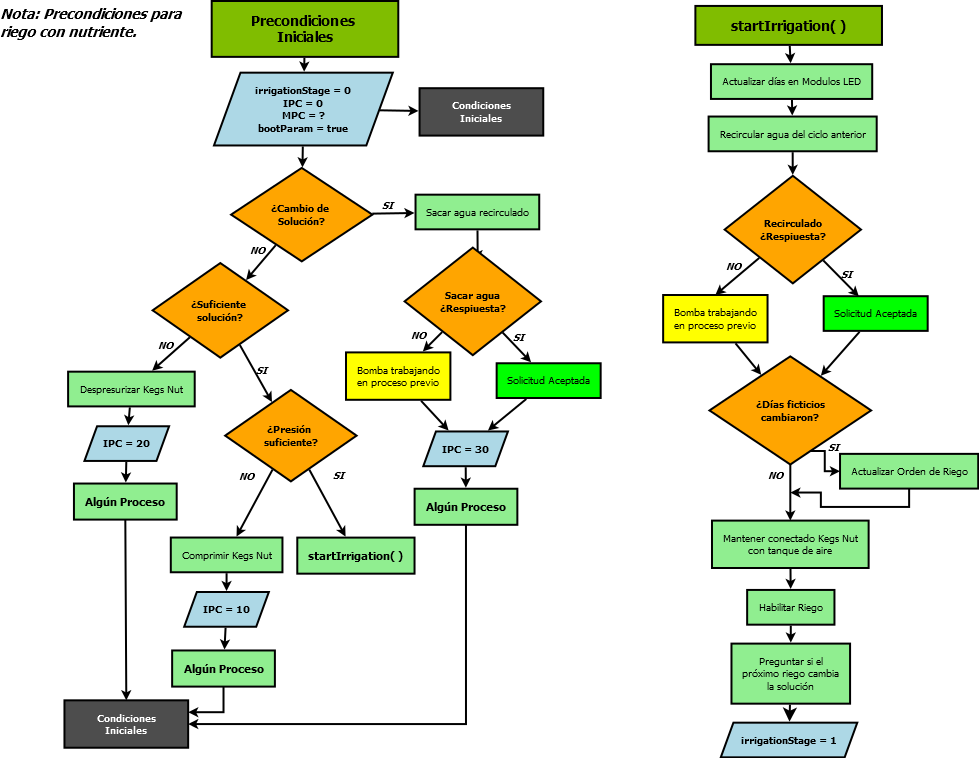 Nota: Precondiciones para
riego con nutriente.
Precondiciones
Iniciales
irrigationStage = 0
IPC = 0
MPC = ?
bootParam = true
Condiciones
Iniciales
¿Cambio de
Solución?
SI
Sacar agua recirculado
NO
¿Suficiente
solución?
Sacar agua
¿Respiuesta?
NO
SI
NO
SI
Bomba trabajando
en proceso previo
Solicitud Aceptada
Despresurizar Kegs Nut
IPC = 20
Algún Proceso
¿Presión
suficiente?
NO
SI
IPC = 30
Algún Proceso
Comprimir Kegs Nut
startIrrigation( )
IPC = 10
Algún Proceso
Condiciones
Iniciales
startIrrigation( )
Actualizar días en Modulos LED
Recircular agua del ciclo anterior
Recirculado
¿Respiuesta?
NO
SI
Bomba trabajando
en proceso previo
Solicitud Aceptada
¿Días ficticios
cambiaron?
SI
NO
Actualizar Orden de Riego
Mantener conectado Kegs Nut
con tanque de aire
Habilitar Riego
Preguntar si el
próximo riego cambia
la solución
irrigationStage = 1